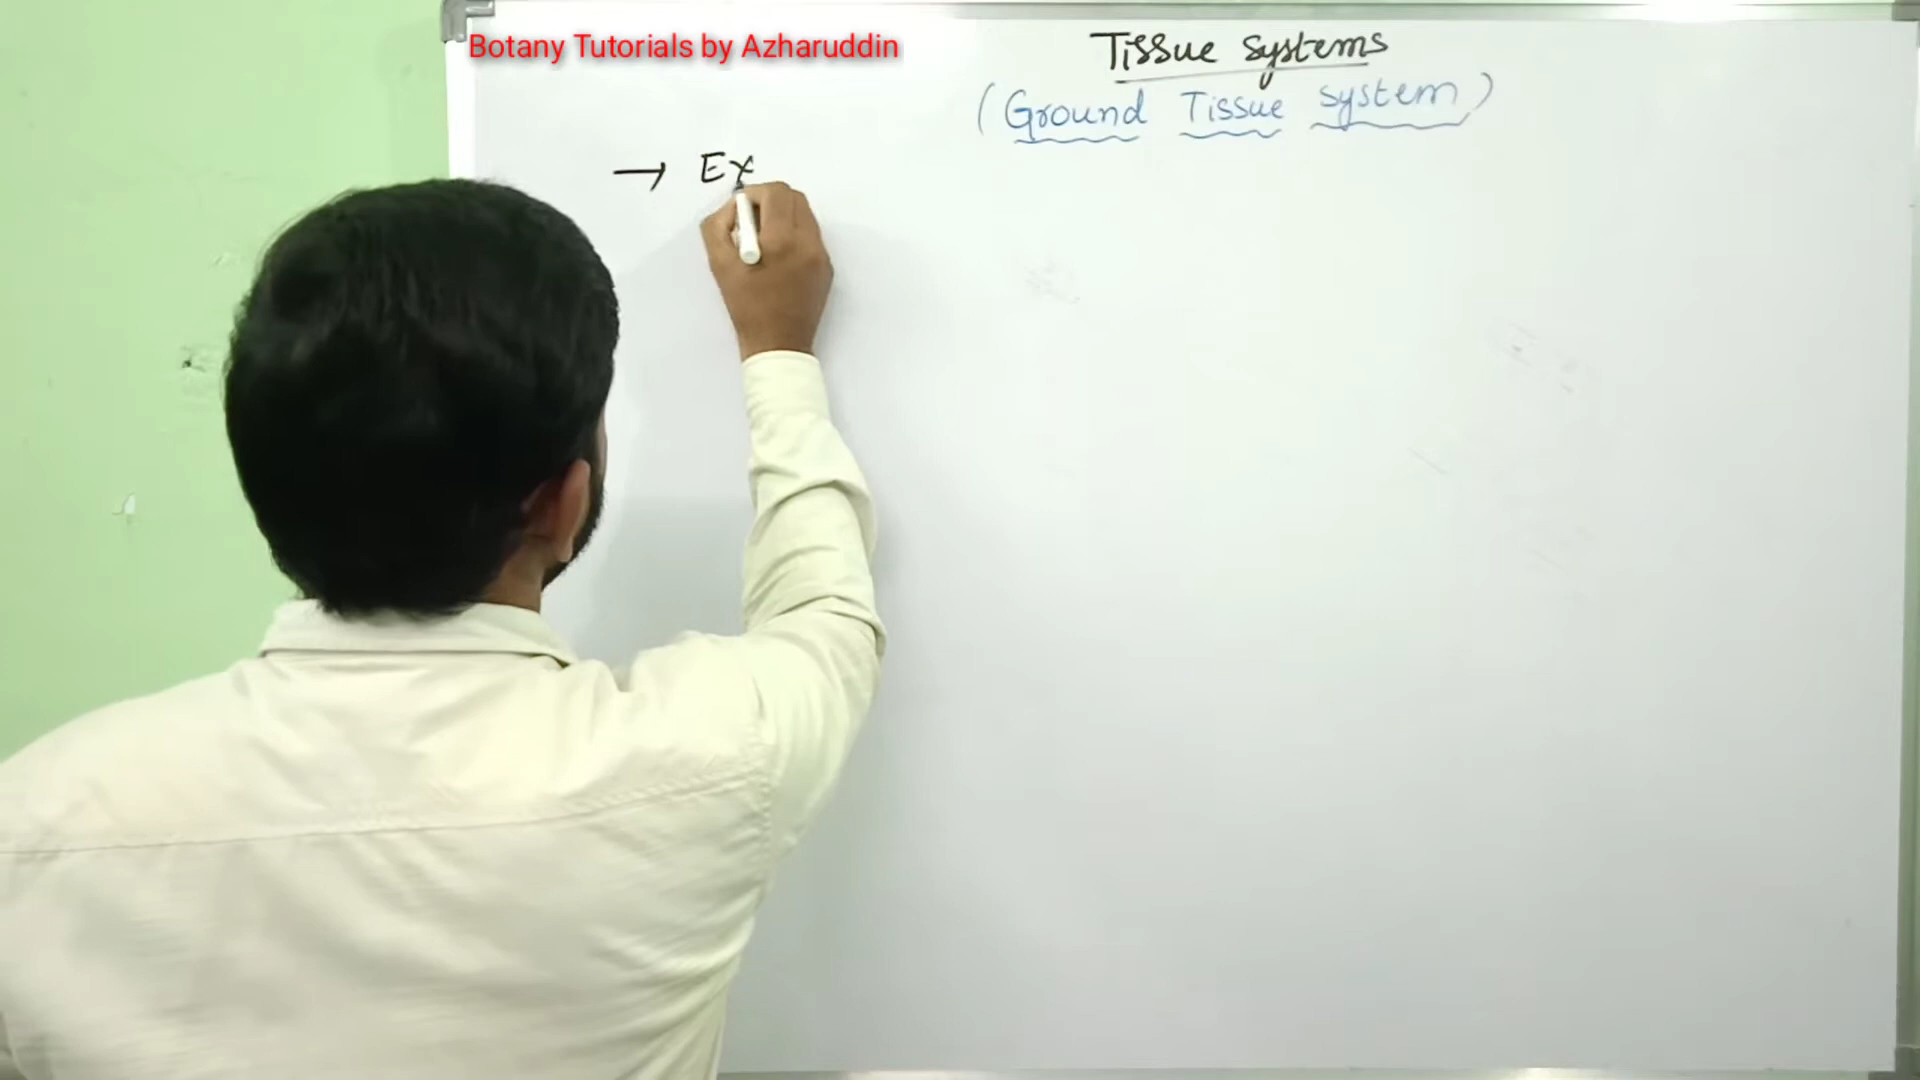 Botany Tutorials by Azharuddin
Tissue Systems
(Ground Tissue System)
→ Ex